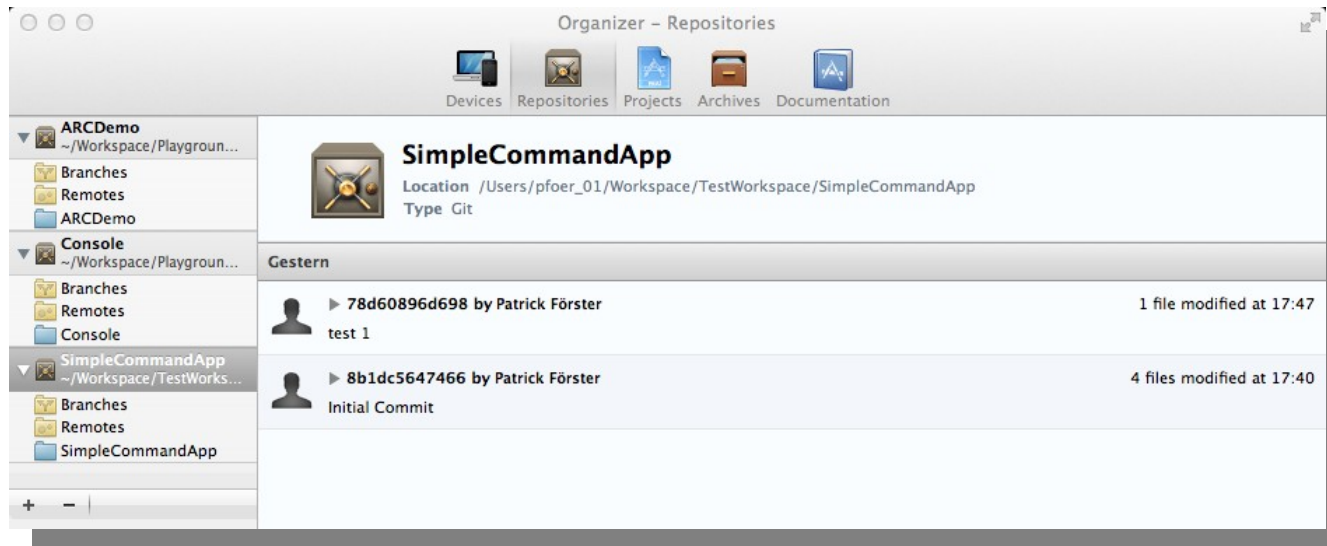 Organizer – Repositories
Devices Repositories Projects Archives Documentation
ARCDemo
~/Workspace/Playgroun...
Branches
Remotes
ARCDemo
Console
~/Workspace/Playgroun...
Branches
Remotes
Console
SimpleCommandApp
~/Workspace/TestWorks...
Branches
Remotes
SimpleCommandApp
SimpleCommandApp
Location /Users/pfoer_01/Workspace/TestWorkspace/SimpleCommandApp
Type Git
Gestern
78d60896d698 by Patrick Förster 1 file modified at 17:47
test 1
8b1dc5647466 by Patrick Förster 4 files modified at 17:40
Initial Commit